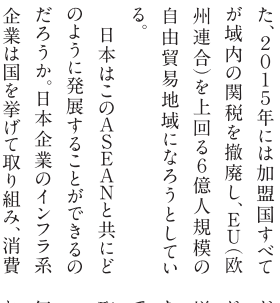 た、2015年には加盟国すべて
が域内の関税を撤廃し、EU(欧
州連合)を上回る6億人規模の
自由貿易地域になろうとしてい
る。
日本はこのASEANと共にど
のように発展することができるの
だろうか。日本企業のインフラ系
企業は国を挙げて取り組み、消費